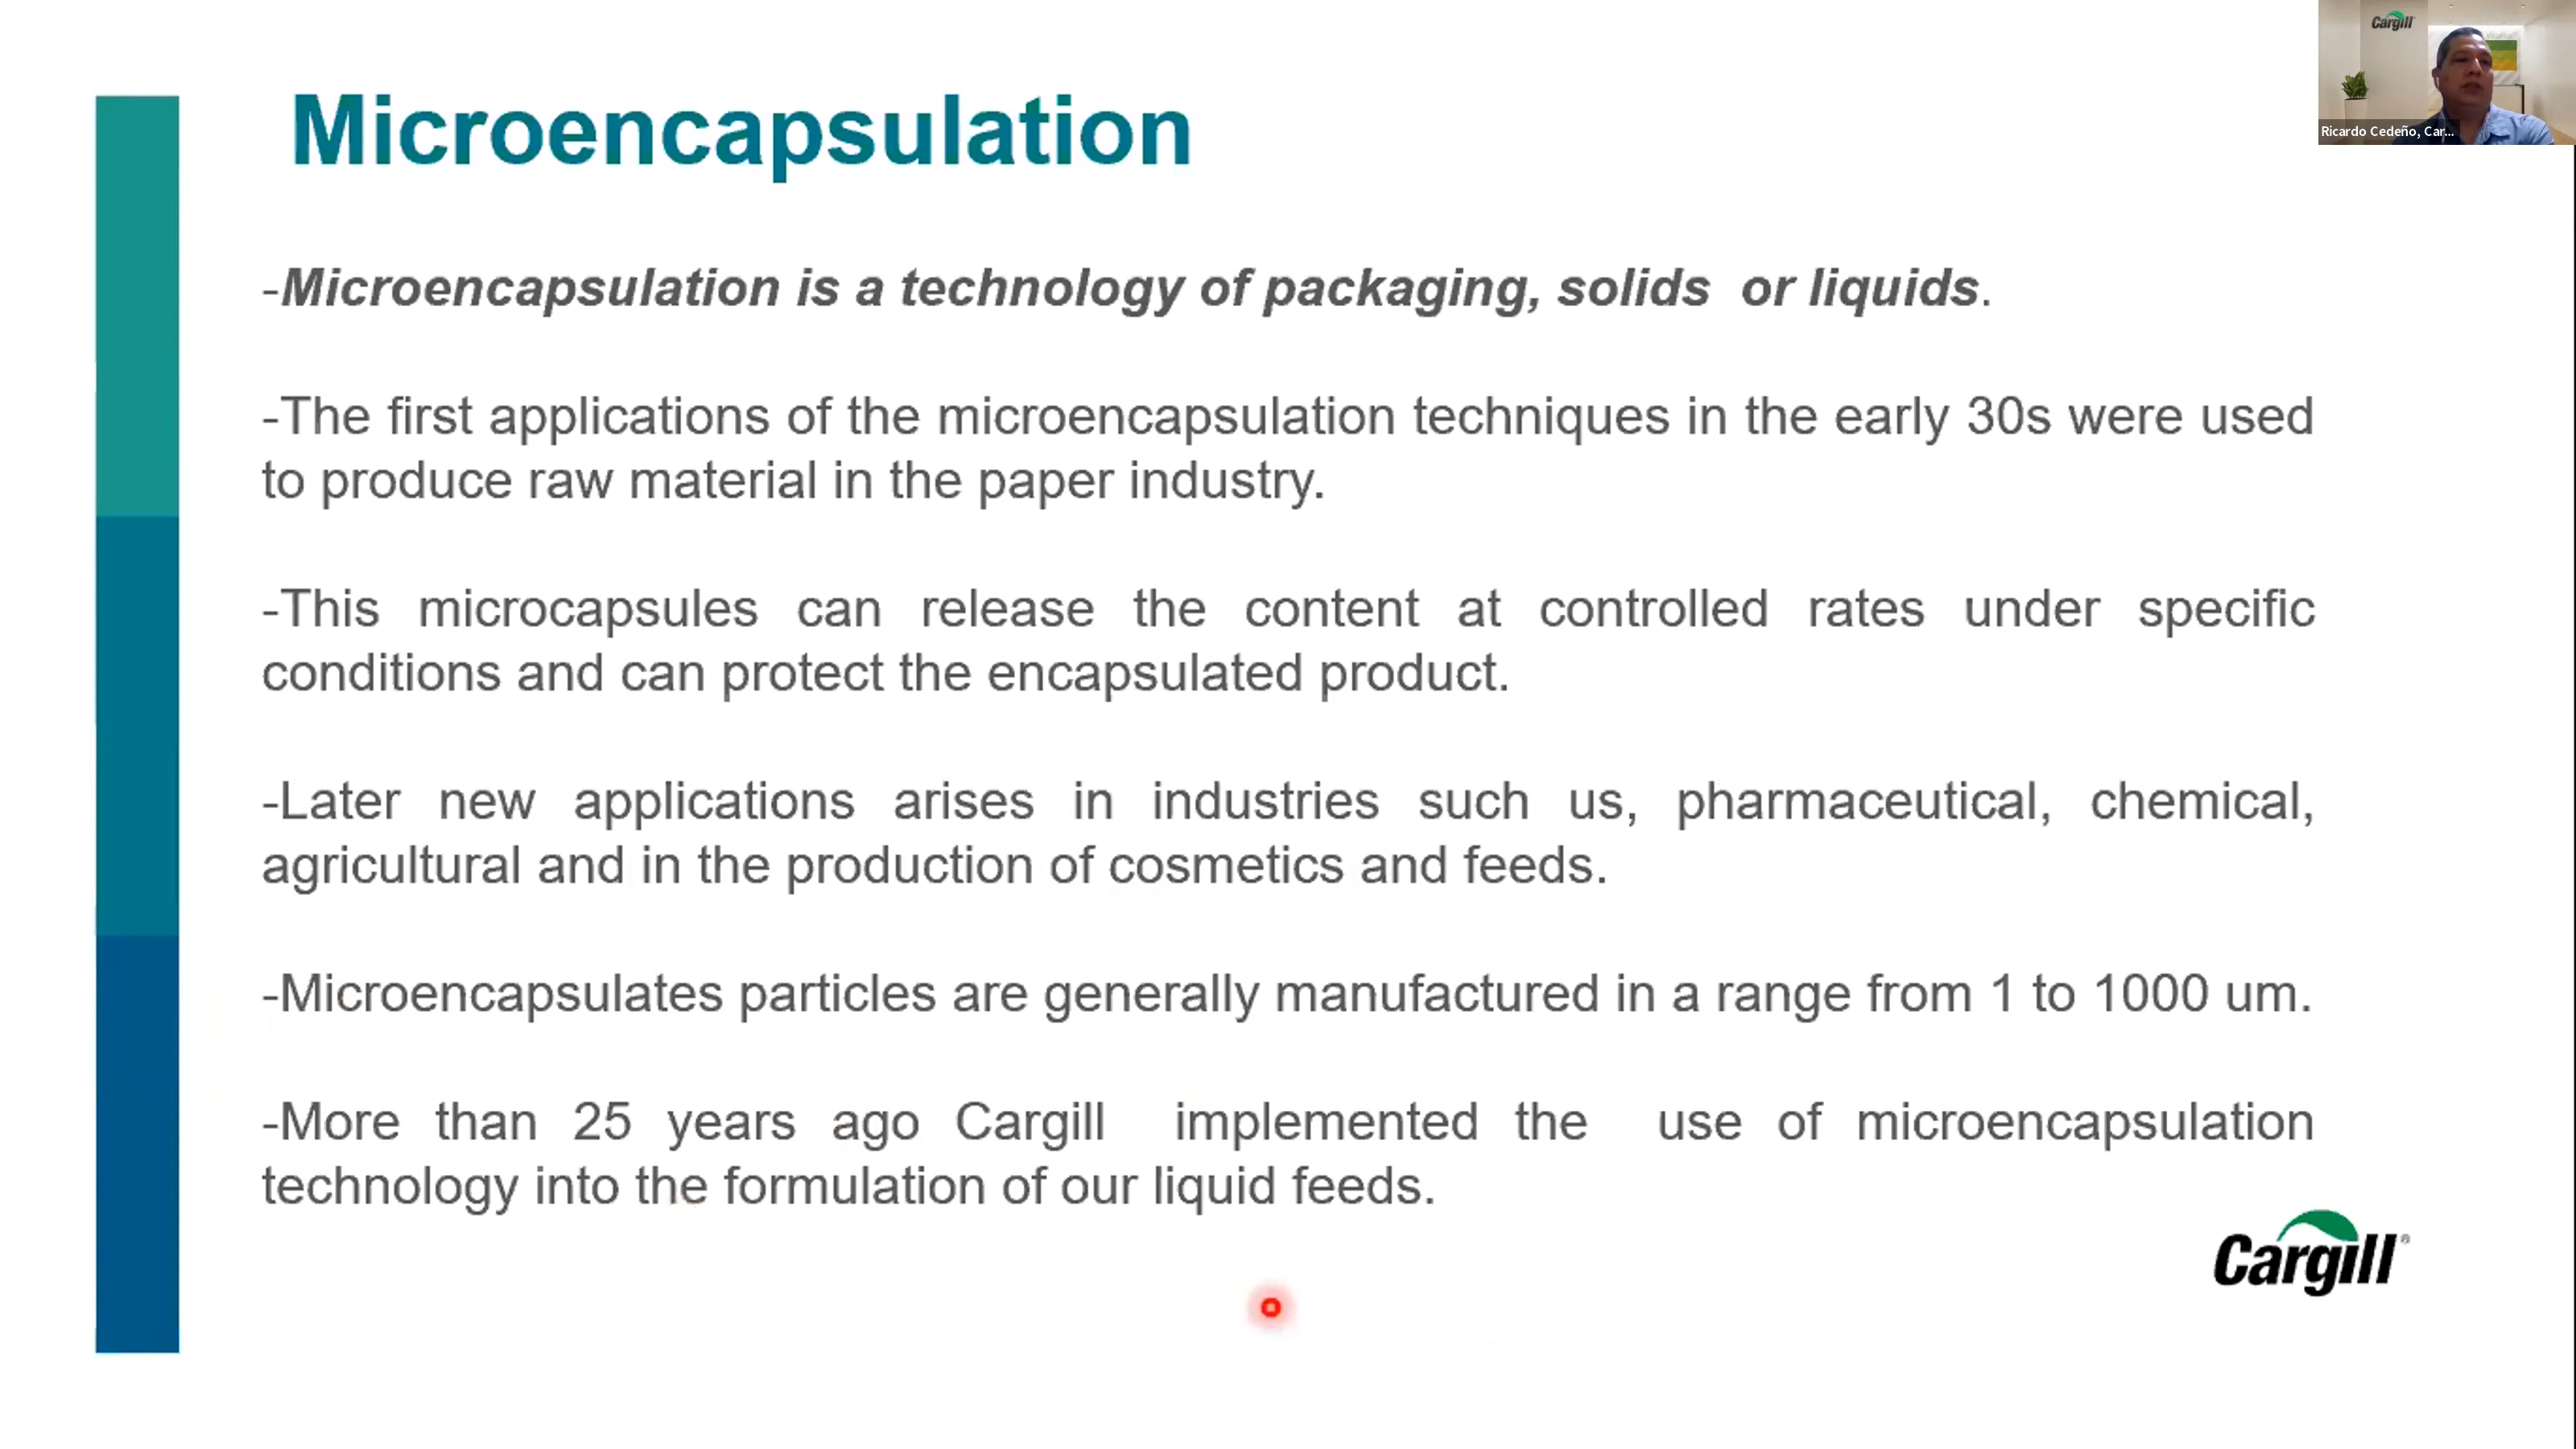 Cargill
Ricardo Cedeño, Car...
Microencapsulation
-Microencapsulation is a technology of packaging, solids or liquids.
-The first applications of the microencapsulation techniques in the early 30s were used
to produce raw material in the paper industry.
-This microcapsules can release the content at controlled rates under specific
conditions and can protect the encapsulated product.
-Later new applications arises in industries such us, pharmaceutical, chemical,
agricultural and in the production of cosmetics and feeds.
-Microencapsulates particles are generally manufactured in a range from 1 to 1000 um.
-More than 25 years ago Cargill implemented the use of microencapsulation
technology into the formulation of our liquid feeds.
Cargill®